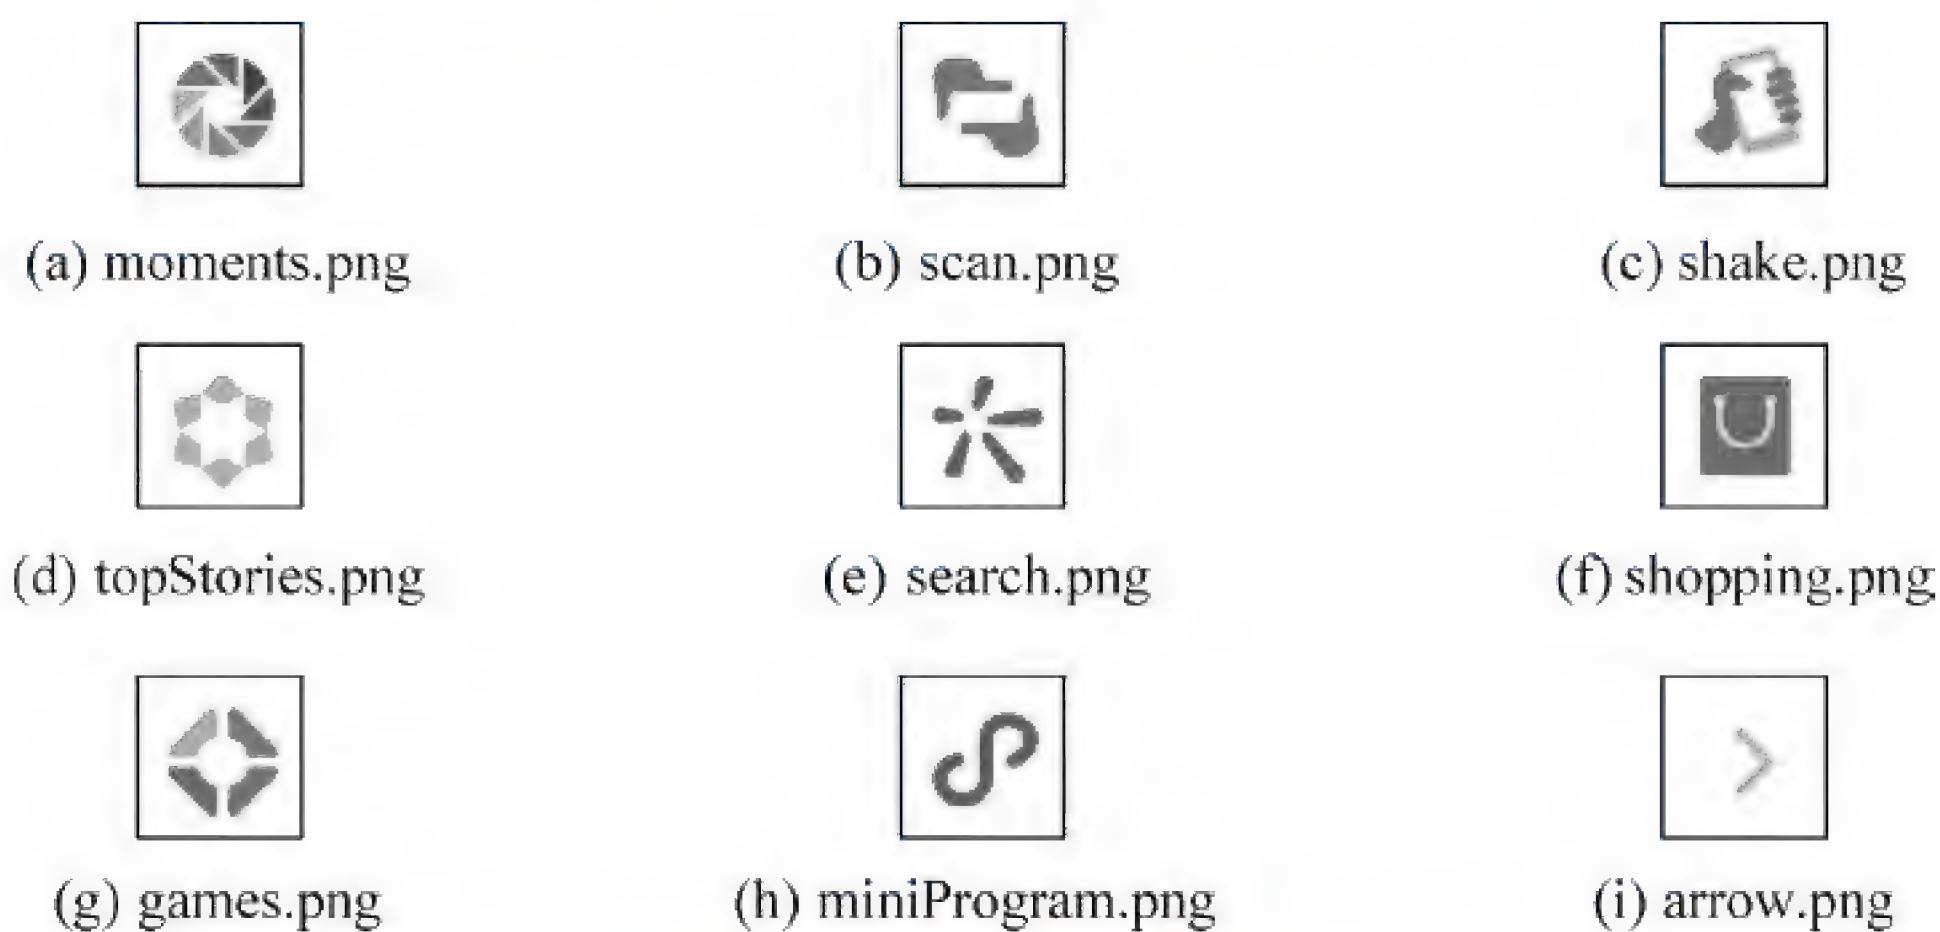 (a) moments.png
(b) scan.png
(c) shake.png
(d) topStories.png
(e) search.png
(f) shopping.png
(g) games.png
(h) miniProgram.png
(i) arrow.png